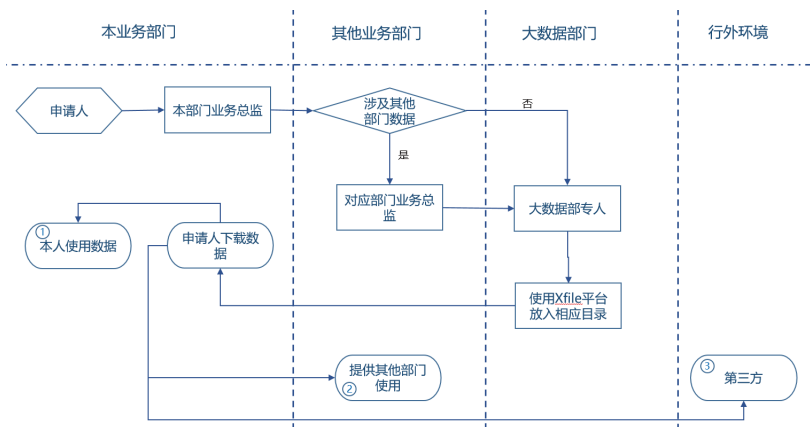 本业务部门
其他业务部门
大数据部门
行外环境
申请人
本部门业务总监
涉及其他
部门数据
否
是
对应部门业务总
监
大数据部专人
①
本人使用数据
申请人下载数
据
使用Xfile平台
放入相应目录
提供其他部门
使用
②
③
第三方